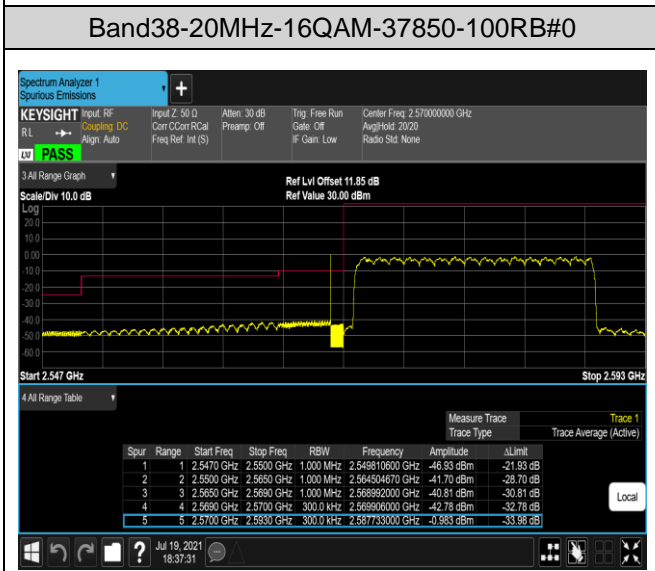 Band38-20MHz-16QAM-37850-100RB#0
Spectrum Analyzer 1
Spurious Emissions
+
KEYSIGHT Input: RF Input Z: 50 Ω Atten: 30 dB Trig: Free Run Center Freq: 2.570000000 GHz
RL Coupling: DC Corr CCorr RCal Preamp: Off Gate: Off Avg|Hold: 20/20
Align: Auto Freq Ref: Int (S) IF Gain: Low Radio Std: None
LXI PASS
3 All Range Graph
Ref Lvl Offset 11.85 dB
Scale/Div 10.0 dB Ref Value 30.00 dBm
Log
20.0
10.0
0.00
-10.0
-20.0
-30.0
-40.0
-50.0
-60.0
Start 2.547 GHz Stop 2.593 GHz
4 All Range Table
Measure Trace Trace 1
Trace Type Trace Average (Active)
Spur Range Start Freq Stop Freq RBW Frequency Amplitude ΔLimit
1 1 2.5470 GHz 2.5500 GHz 1.000 MHz 2.549810600 GHz -46.93 dBm -21.93 dB
2 2 2.5500 GHz 2.5650 GHz 1.000 MHz 2.564504670 GHz -41.70 dBm -28.70 dB
3 3 2.5650 GHz 2.5690 GHz 1.000 MHz 2.568992000 GHz -40.81 dBm -30.81 dB
4 4 2.5690 GHz 2.5700 GHz 300.0 kHz 2.569906000 GHz -42.78 dBm -32.78 dB
5 5 2.5700 GHz 2.5930 GHz 300.0 kHz 2.587733000 GHz -0.983 dBm -33.98 dB
Local
? Jul 19, 2021
18:37:31